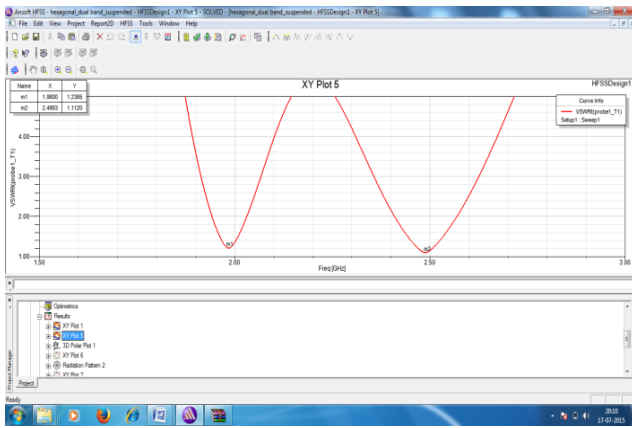 Ansoft HFSS - hexagonal_dual band_suspended - HFSSDesign1 - XY Plot 5 - SOLVED - [hexagonal_dual band_suspended - HFSSDesign1 - XY Plot 5]
File Edit View Project Report2D HFSS Tools Window Help
XY Plot 5
HFSSDesign1
Name X Y
m1 1.9800 1.2385
m2 2.4863 1.1120
Curve Info
VSWR(probe1_T1)
Setup1 : Sweep1
VSWR(probe1_T1)
4.00
3.00
2.00
1.00
m1
m2
1.50 2.00 2.50 3.00
Freq [GHz]
Project Manager
Optimetrics
Results
XY Plot 1
XY Plot 5
3D Polar Plot 1
XY Plot 6
Radiation Pattern 2
XY Plot 7
Project
Ready
20:10
17-07-2015